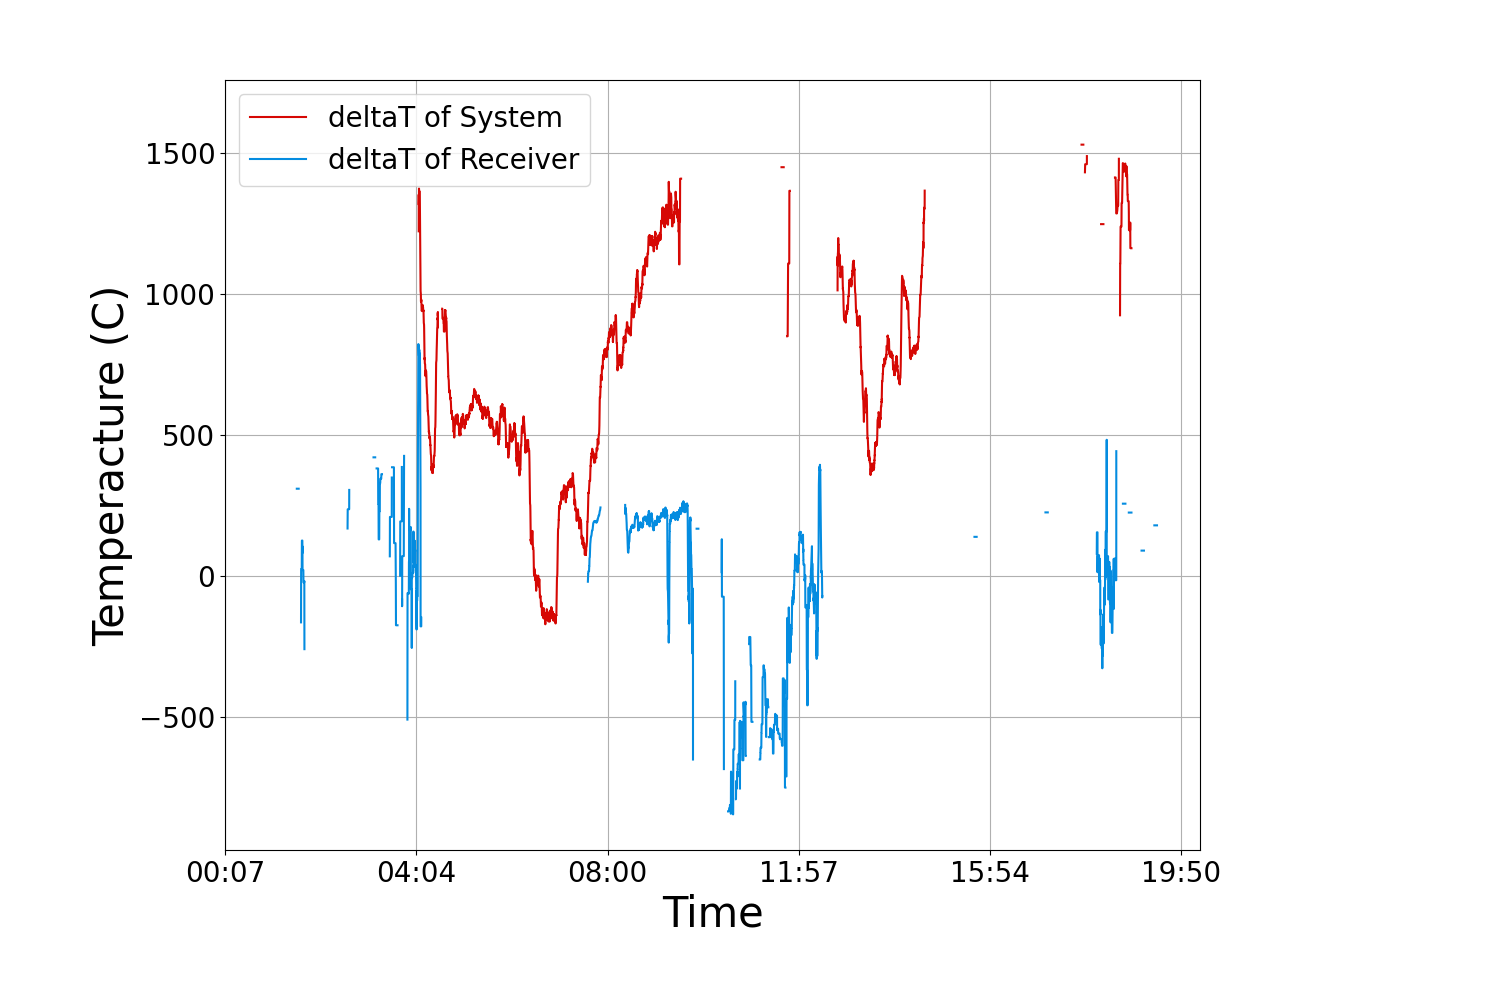 deltaT of System
deltaT of Receiver
1500
1000
500
0
−500
Temperacture (C)
00:07 04:04 08:00 11:57 15:54 19:50
Time